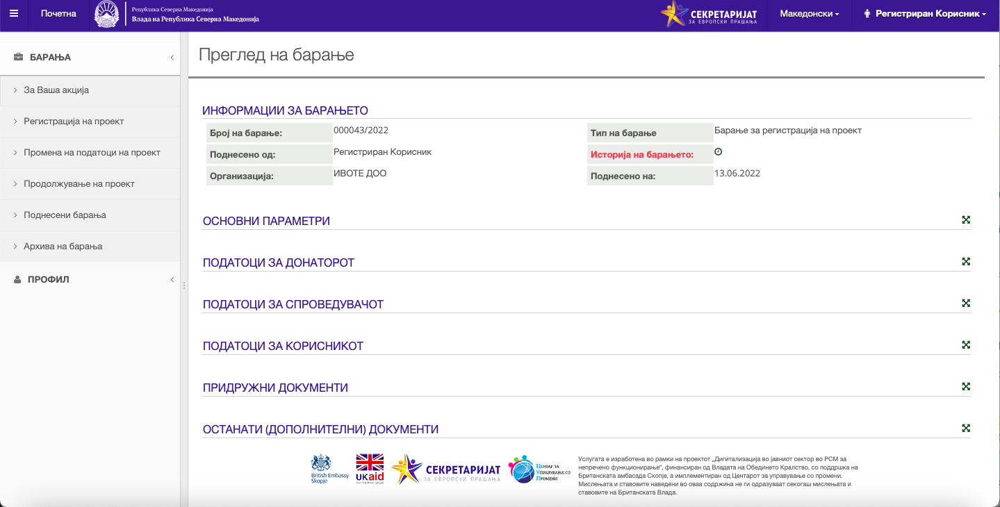 Почетна
Република Северна Македонија
Влада на Република Северна Македонија
СЕКРЕТАРИЈАТ
ЗА ЕВРОПСКИ ПРАШАЊА
Македонски
Регистриран Корисник
БАРАЊА
За Ваша акција
Регистрација на проект
Промена на податоци на проект
Продолжување на проект
Поднесени барања
Архива на барања
ПРОФИЛ
Преглед на барање
ИНФОРМАЦИИ ЗА БАРАЊЕТО
Број на барање: 000043/2022 Тип на барање Барање за регистрација на проект
Поднесено од: Регистриран Корисник Историја на барањето:
Организација: ИВОТЕ ДОО Поднесено на: 13.06.2022
ОСНОВНИ ПАРАМЕТРИ
ПОДАТОЦИ ЗА ДОНАТОРОТ
ПОДАТОЦИ ЗА СПРОВЕДУВАЧОТ
ПОДАТОЦИ ЗА КОРИСНИКОТ
ПРИДРУЖНИ ДОКУМЕНТИ
ОСТАНАТИ (ДОПОЛНИТЕЛНИ) ДОКУМЕНТИ
British Embassy
Skopje
ukaid
from the British people
СЕКРЕТАРИЈАТ
ЗА ЕВРОПСКИ ПРАШАЊА
Центар за
Управување со
Промени
Услугата е изработена во рамки на проектот „Дигитализација во јавниот сектор во РСМ за
непречено функционирање“, финансиран од Владата на Обединето Кралство, со поддршка на
Британската амбасада Скопје, а имплементиран од Центарот за управување со промени.
Мислењата и ставовите наведени во оваа содржина не ги одразуваат секогаш мислењата и
ставовите на Британската Влада.